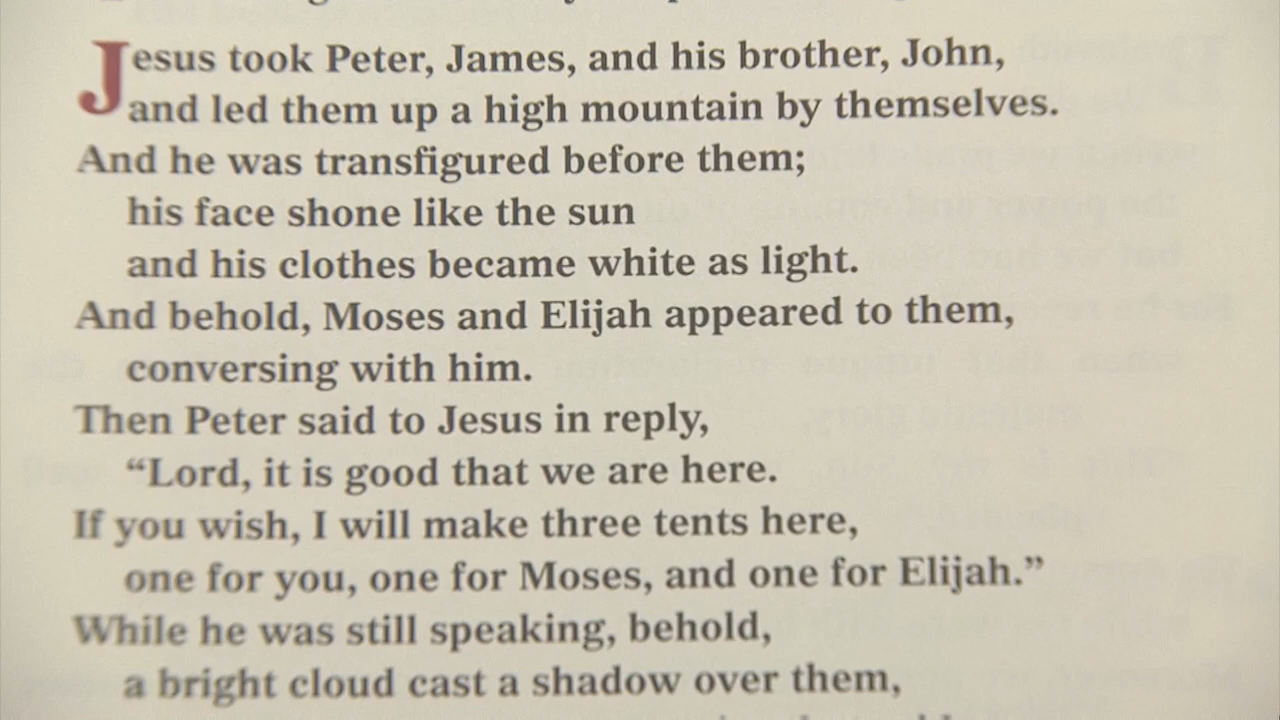 Jesus took Peter, James, and his brother, John,
and led them up a high mountain by themselves.
And he was transfigured before them;
his face shone like the sun
and his clothes became white as light.
And behold, Moses and Elijah appeared to them,
conversing with him.
Then Peter said to Jesus in reply,
“Lord, it is good that we are here.
If you wish, I will make three tents here,
one for you, one for Moses, and one for Elijah.”
While he was still speaking, behold,
a bright cloud cast a shadow over them,